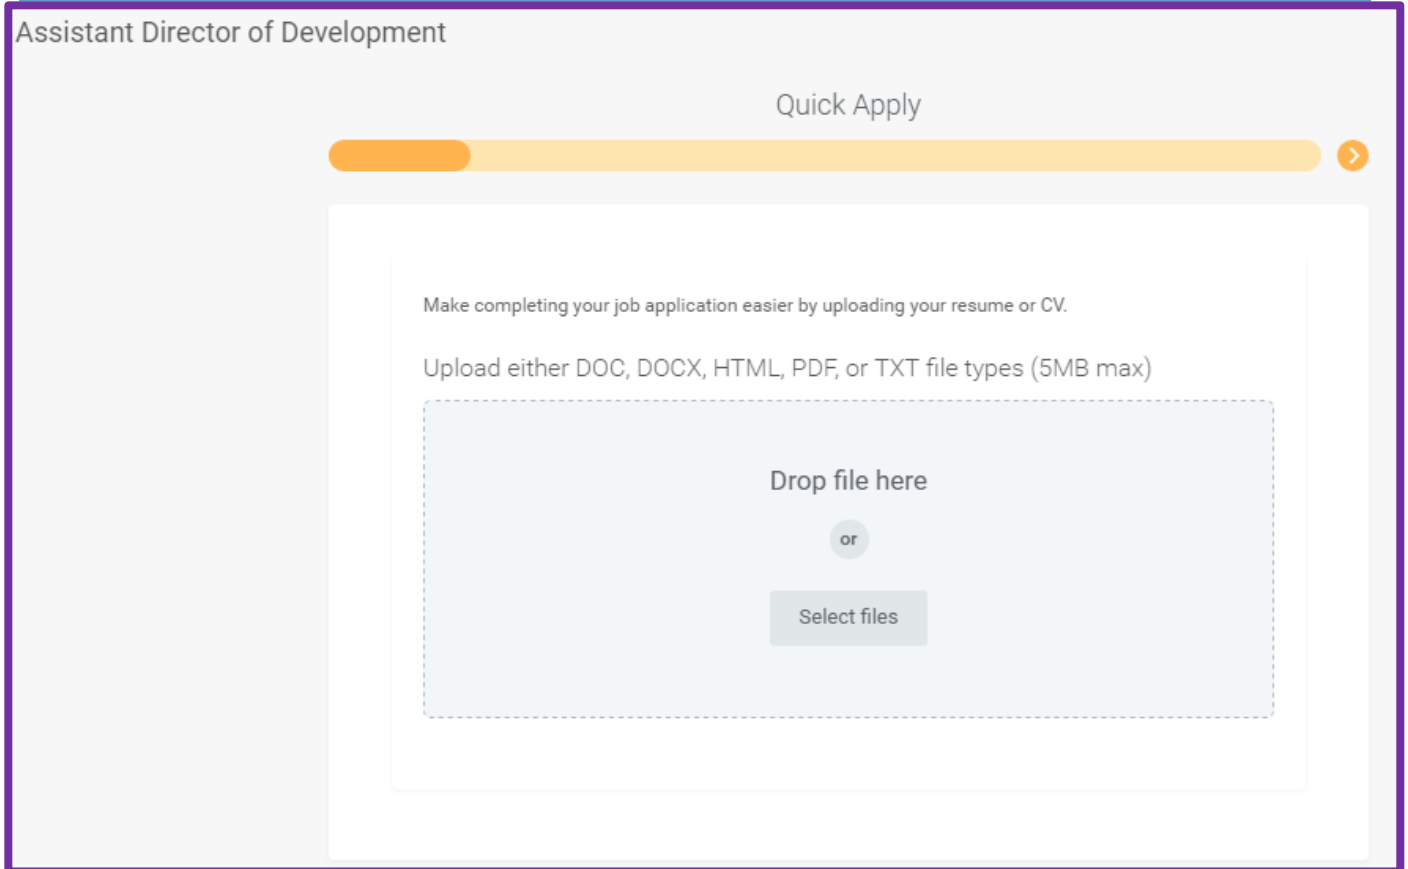 Assistant Director of Development
Quick Apply
Make completing your job application easier by uploading your resume or CV.
Upload either DOC, DOCX, HTML, PDF, or TXT file types (5MB max)
Drop file here
or
Select files